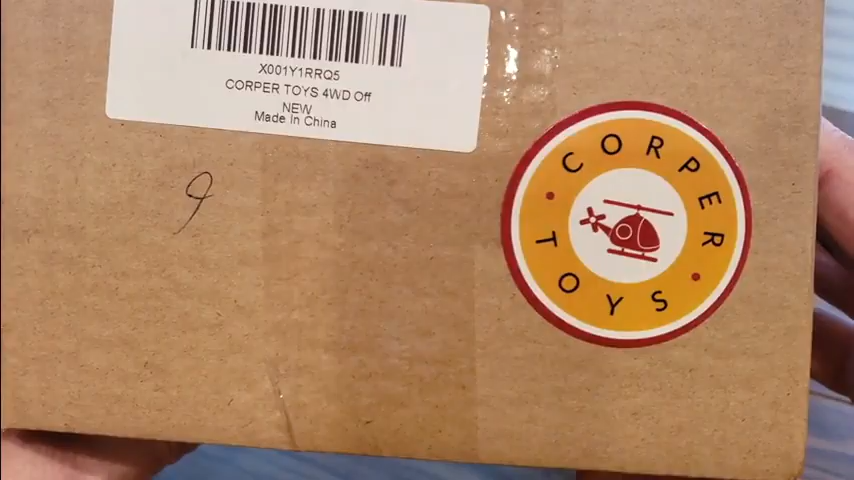 X001Y1RRQ5
CORPER TOYS 4WD Off
NEW
Made In China
9
CORPER
TOYS